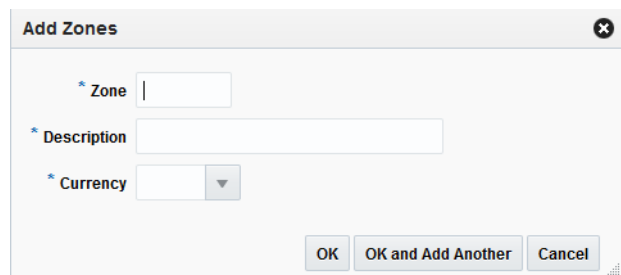 Add Zones
* Zone
* Description
* Currency
OK OK and Add Another Cancel